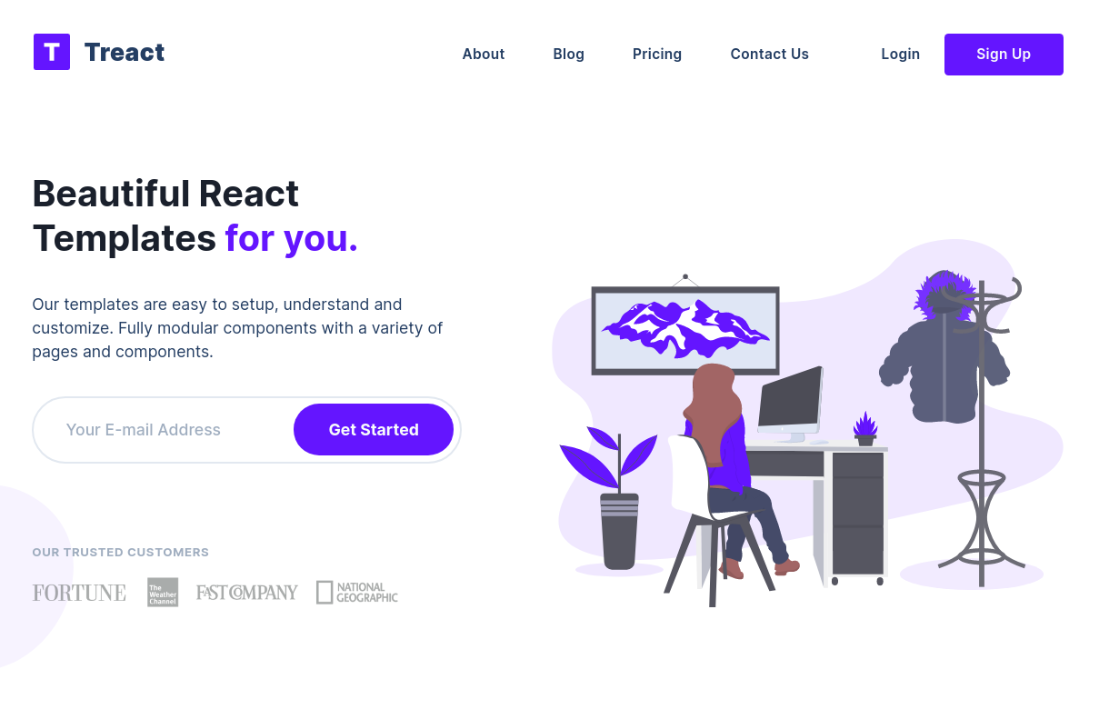 T Treact
About Blog Pricing Contact Us Login Sign Up
Beautiful React
Templates for you.
Our templates are easy to setup, understand and
customize. Fully modular components with a variety of
pages and components.
Your E-mail Address Get Started
OUR TRUSTED CUSTOMERS
FORTUNE
The
Weather
Channel
FAST COMPANY
NATIONAL
GEOGRAPHIC